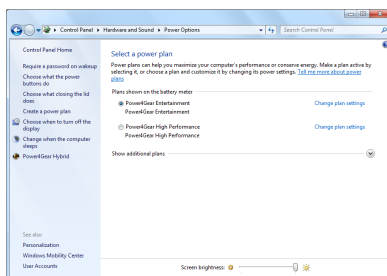 Control Panel ▸ Hardware and Sound ▸ Power Options
Search Control Panel
Control Panel Home
Require a password on wakeup
Choose what the power
buttons do
Choose what closing the lid
does
Create a power plan
Choose when to turn off the
display
Change when the computer
sleeps
Power4Gear Hybrid
See also
Personalization
Windows Mobility Center
User Accounts
Select a power plan
Power plans can help you maximize your computer's performance or conserve energy. Make a plan active by
selecting it, or choose a plan and customize it by changing its power settings. Tell me more about power
plans
Plans shown on the battery meter
Power4Gear Entertainment Change plan settings
Power4Gear Entertainment
Power4Gear High Performance Change plan settings
Power4Gear High Performance
Show additional plans
Screen brightness: